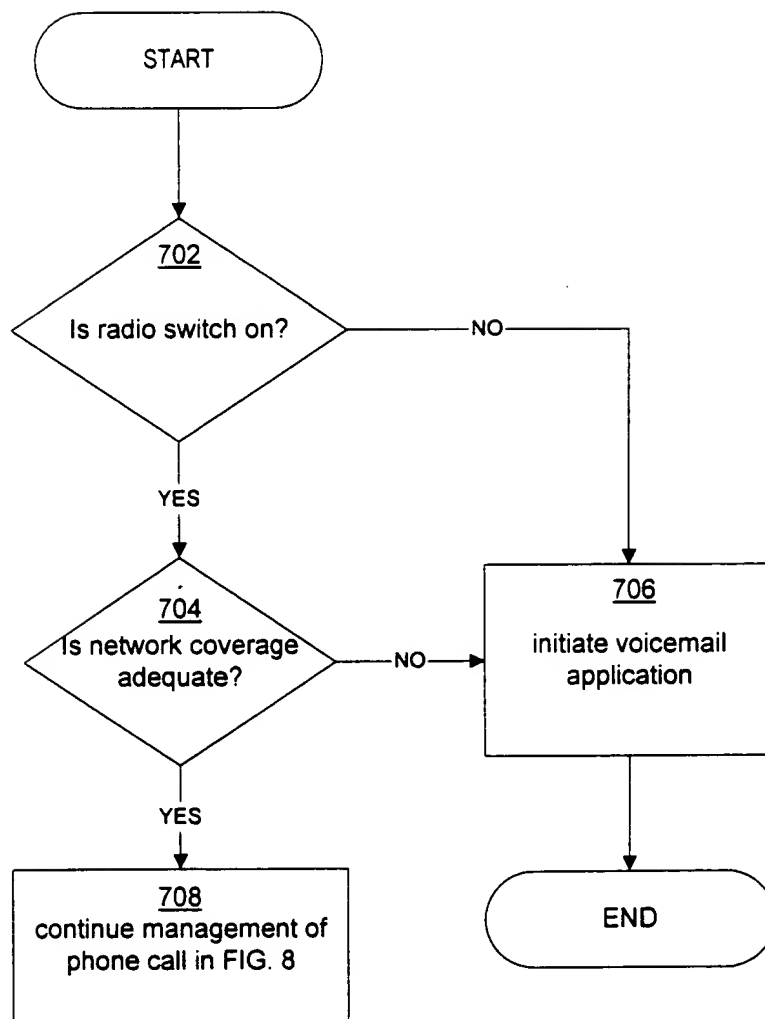 START
702
Is radio switch on?
NO
YES
704
Is network coverage
adequate?
NO
706
initiate voicemail
application
YES
708
continue management of
phone call in FIG. 8
END